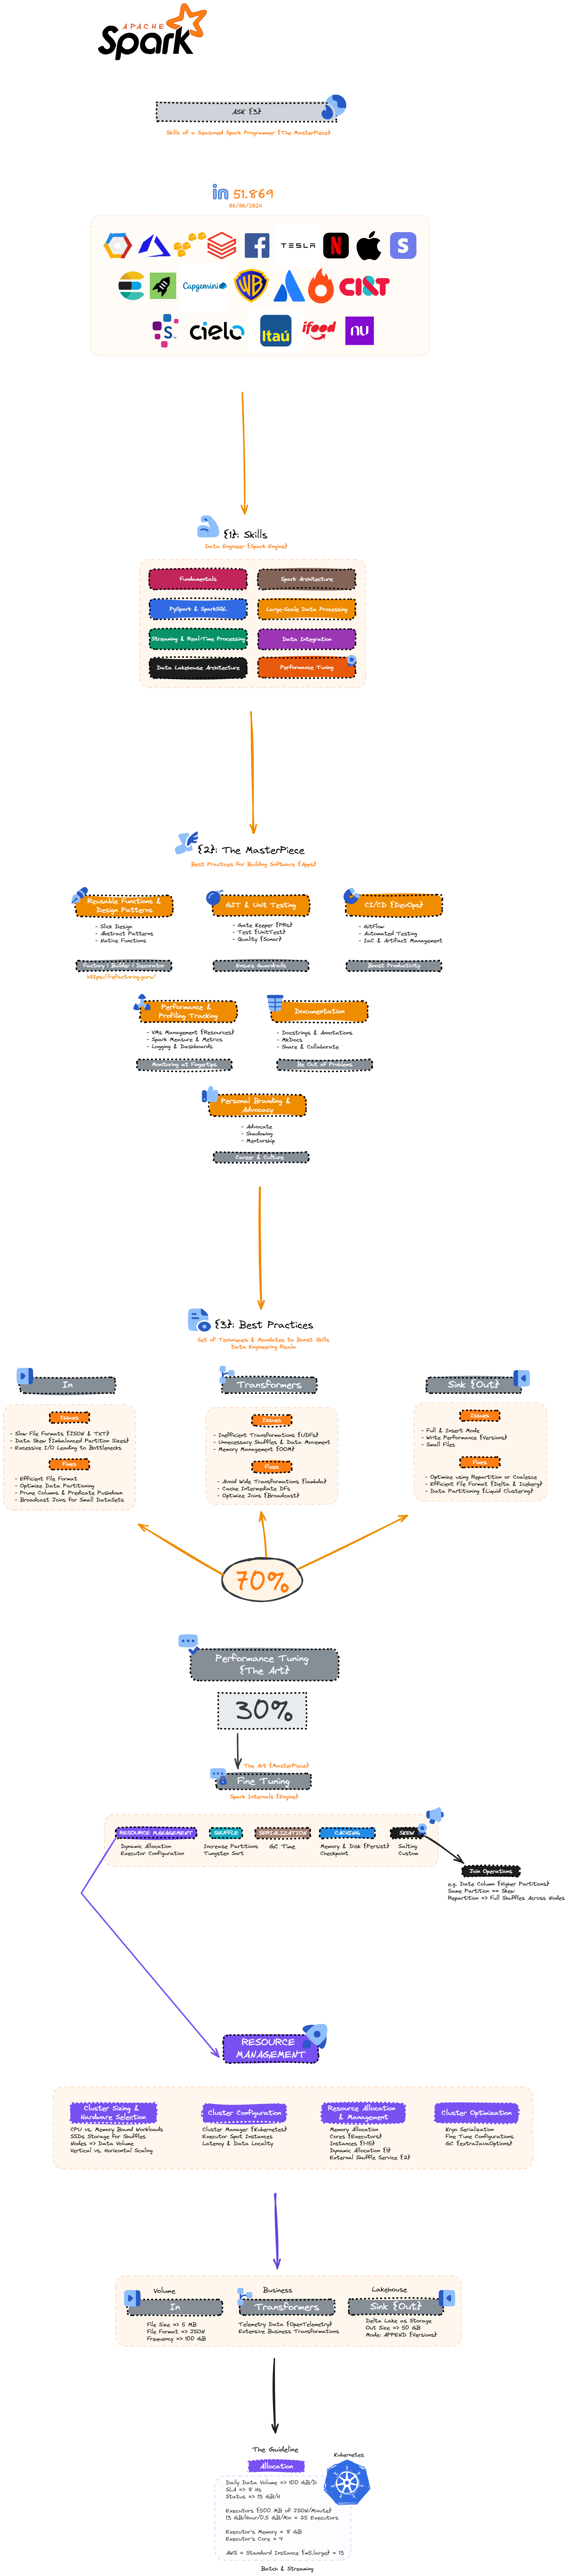 APACHE
Spark
ASK {3}
Skills of a Seasoned Spark Programmer {The MasterPiece}
in 51,869
06/06/2024
TESLA
N
S
Capgemini
WB
CI&T
S
cielo
Itaú
ifood
nu
{1}: Skills
Data Engineer {Spark Engine}
Fundamentals
Spark Architecture
PySpark & SparkSQL
Large-Scale Data Processing
Streaming & Real-Time Processing
Data Integration
Data Lakehouse Architecture
Performance Tuning
{2}: The MasterPiece
Best Practices for Building Software {Apps}
Reusable Functions &
Design Patterns
- Slick Design
- Abstract Patterns
- Native Functions
https://refactoring.guru/
GIT & Unit Testing
- Gate Keeper {PRs}
- Test {UnitTest}
- Quality {Sonar}
CI/CD {DevOps}
- GitFlow
- Automated Testing
- InC & Artifact Management
Boost Productivity
Performance &
Profiling Tracking
- VMs Management {Resources}
- Spark Measure & Metrics
- Logging & Dashboards
Monitoring at Fingertips
Documentation
- Docstrings & Annotations
- MkDocs
- Share & Collaborate
Be Out of Problems
Personal Branding &
Advocacy
- Advocate
- Shadowing
- Mentorship
Career & Culture
{3}: Best Practices
Set of Techniques & Mandates to Boost Skills
Data Engineering Realm
In
Issues
- Slow File Formats {JSON & TXT}
- Data Skew {Imbalanced Partition Sizes}
- Excessive I/O Leading to Bottlenecks
Fixes
- Efficient File Format
- Optimize Data Partitioning
- Prune Columns & Predicate Pushdown
- Broadcast Joins for Small DataSets
Transformers
Issues
- Inefficient Transformations {UDFs}
- Unnecessary Shuffles & Data Movement
- Memory Management {OOM}
Fixes
- Avoid Wide Transformations {lambda}
- Cache Intermediate DFs
- Optimize Joins {Broadcast}
Sink {Out}
Issues
- Full & Insert Mode
- Write Performance {Versions}
- Small Files
Fixes
- Optimize using Repartition or Coalesce
- Efficient File Format {Delta & Iceberg}
- Data Partitioning {Liquid Clustering}
70%
Performance Tuning
{The Art}
30%
The Art {MasterPiece}
Fine Tuning
Spark Internals {Engine}
RESOURCE MANAGEMENT
Dynamic Allocation
Executor Configuration
SHUFFLE
Increase Partitions
Tungsten Sort
GC Time
CACHING
Memory & Disk {Persist}
Checkpoint
SKEW
Salting
Custom
Join Operations
e.g. Date Column {Higher Partitions}
Same Partition == Skew
Repartition => Full Shuffles Across Nodes
RESOURCE
MANAGEMENT
Cluster Sizing &
Hardware Selection
CPU vs. Memory Bound Workloads
SSDs Storage for Shuffles
Nodes => Data Volume
Vertical vs. Horizontal Scaling
Cluster Configuration
Cluster Manager {Kubernetes}
Executor Spot Instances
Latency & Data Locality
Resource Allocation
& Management
Memory Allocation
Cores {Executors}
Instances {1-15}
Dynamic Allocation {1}
External Shuffle Service {2}
Cluster Optimization
Kryo Serialization
Fine Tune Configurations
GC {extraJavaOptions}
Volume
In
File Size => 5 MB
File Format => JSON
Frequency => 100 GB
Business
Transformers
Telemetry Data {OpenTelemetry}
Extensive Business Transformations
Lakehouse
Sink {Out}
Delta Lake as Storage
Out Size => 50 GB
Mode: APPEND {Versions}
The Guideline
Allocation
Kubernetes
Daily Data Volume => 100 GB/D
SLA => 8 Hs
Status => 13 GB/H
Executors {500 MB of JSON/Minute}
13 GB/Hour/0.5 GB/Min = 25 Executors
Executor's Memory = 8 GB
Executor's Core = 4
AWS = Standard Instance {m5.large} = 13
Batch & Streaming